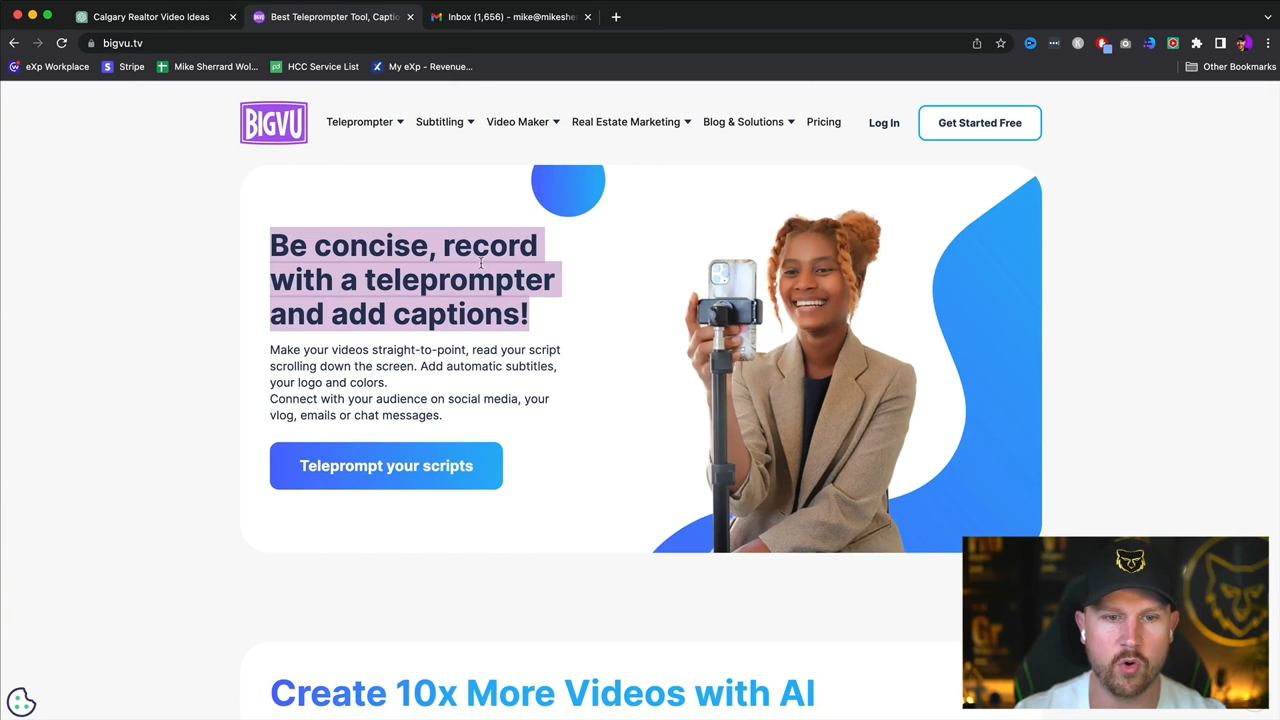 Calgary Realtor Video Ideas
Best Teleprompter Tool, Captio
Inbox (1,656) - mike@mikeshe
bigvu.tv
eXp Workplace
Stripe
Mike Sherrard Wol...
HCC Service List
My eXp - Revenue...
Other Bookmarks
BIGVU
Teleprompter
Subtitling
Video Maker
Real Estate Marketing
Blog & Solutions
Pricing
Log In
Get Started Free
Be concise, record
with a teleprompter
and add captions!
Make your videos straight-to-point, read your script
scrolling down the screen. Add automatic subtitles,
your logo and colors.
Connect with your audience on social media, your
vlog, emails or chat messages.
Teleprompt your scripts
Create 10x More Videos with AI